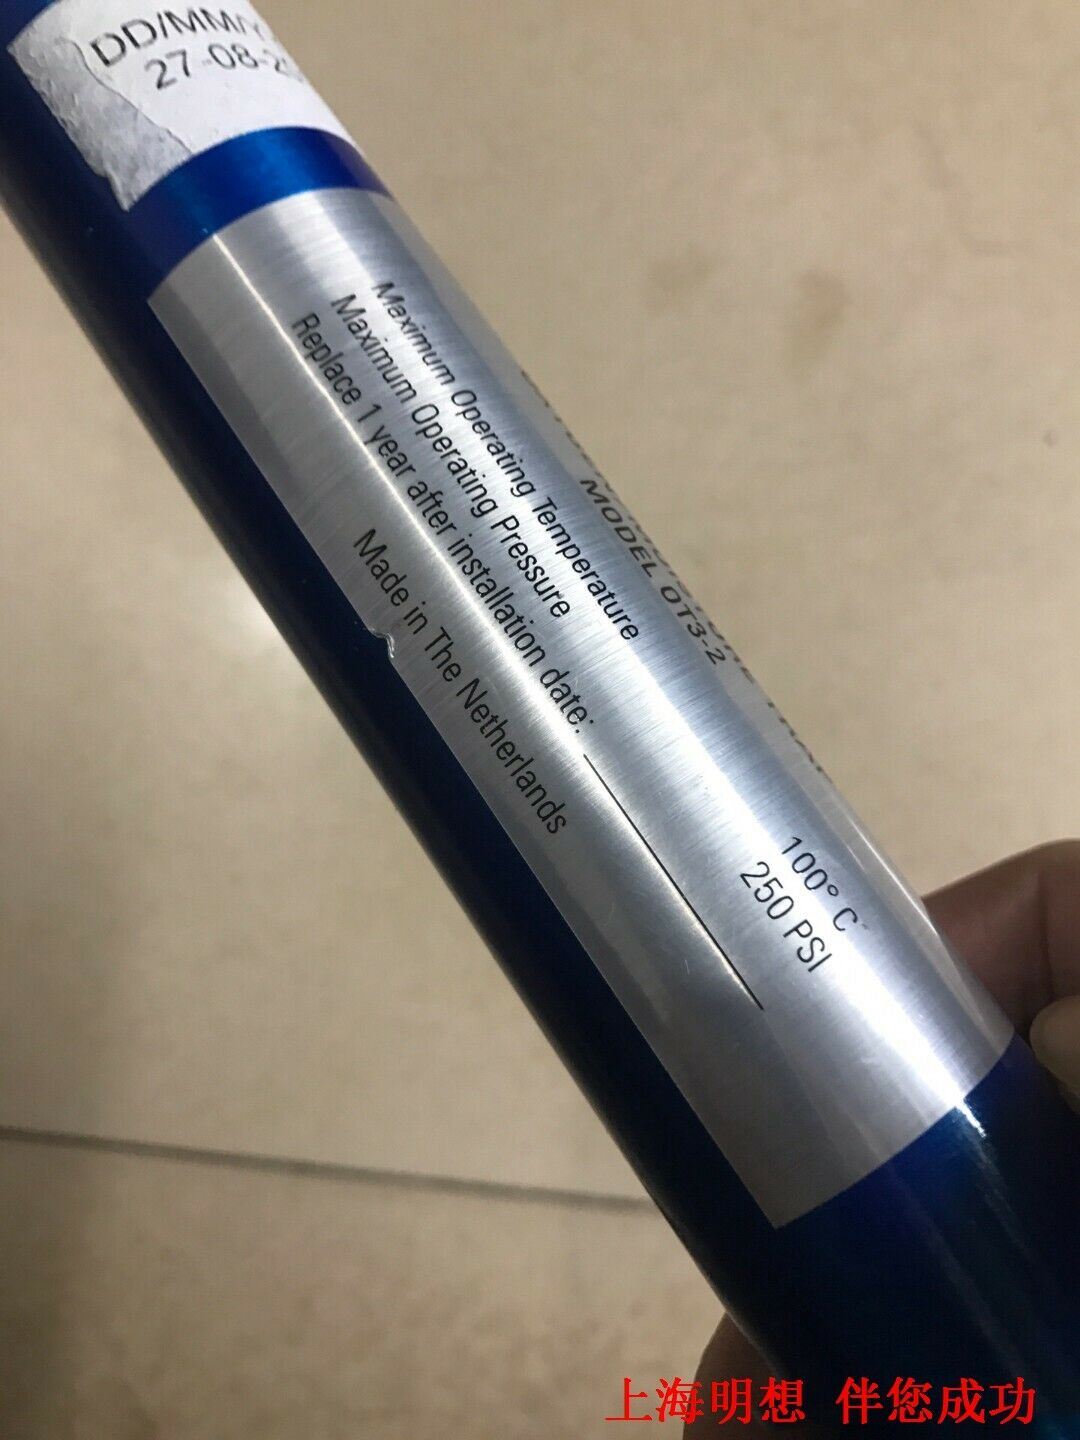 DD/MM/Y
27-08-20
Maximum Operating Temperature 100° C
Maximum Operating Pressure 250 PSI
Replace 1 year after installation date:
Made in The Netherlands
MODEL OT3-2
上海明想 伴您成功